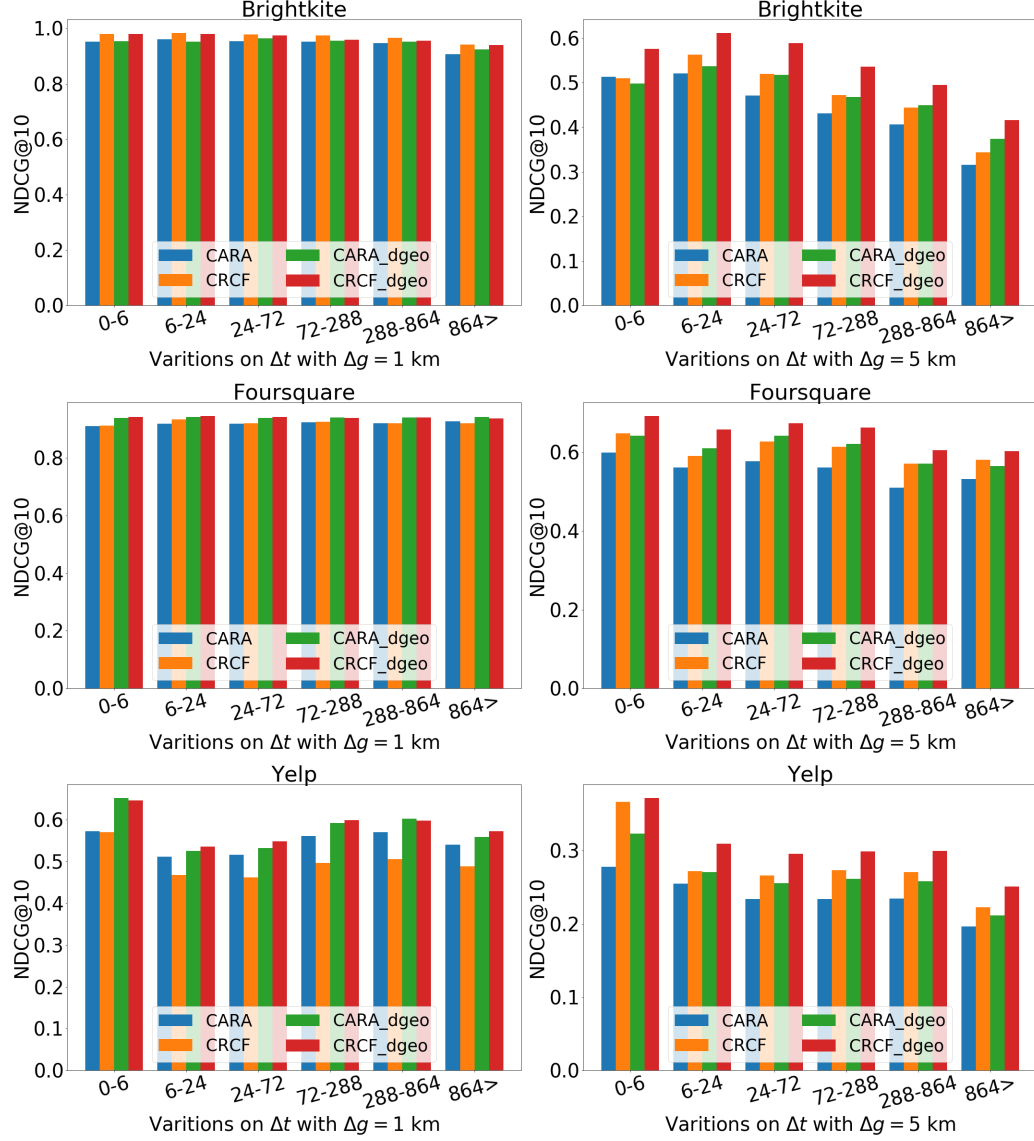 Brightkite
NDCG@10
1.0
0.8
0.6
0.4
0.2
0.0
CARA CARA_dgeo
CRCF CRCF_dgeo
0-6 6-24 24-72 72-288 288-864 864>
Varitions on Δt with Δg = 1 km
Brightkite
NDCG@10
0.6
0.5
0.4
0.3
0.2
0.1
0.0
CARA CARA_dgeo
CRCF CRCF_dgeo
0-6 6-24 24-72 72-288 288-864 864>
Varitions on Δt with Δg = 5 km
Foursquare
NDCG@10
0.8
0.6
0.4
0.2
0.0
CARA CARA_dgeo
CRCF CRCF_dgeo
0-6 6-24 24-72 72-288 288-864 864>
Varitions on Δt with Δg = 1 km
Foursquare
NDCG@10
0.6
0.4
0.2
0.0
CARA CARA_dgeo
CRCF CRCF_dgeo
0-6 6-24 24-72 72-288 288-864 864>
Varitions on Δt with Δg = 5 km
Yelp
NDCG@10
0.6
0.5
0.4
0.3
0.2
0.1
0.0
CARA CARA_dgeo
CRCF CRCF_dgeo
0-6 6-24 24-72 72-288 288-864 864>
Varitions on Δt with Δg = 1 km
Yelp
NDCG@10
0.3
0.2
0.1
0.0
CARA CARA_dgeo
CRCF CRCF_dgeo
0-6 6-24 24-72 72-288 288-864 864>
Varitions on Δt with Δg = 5 km